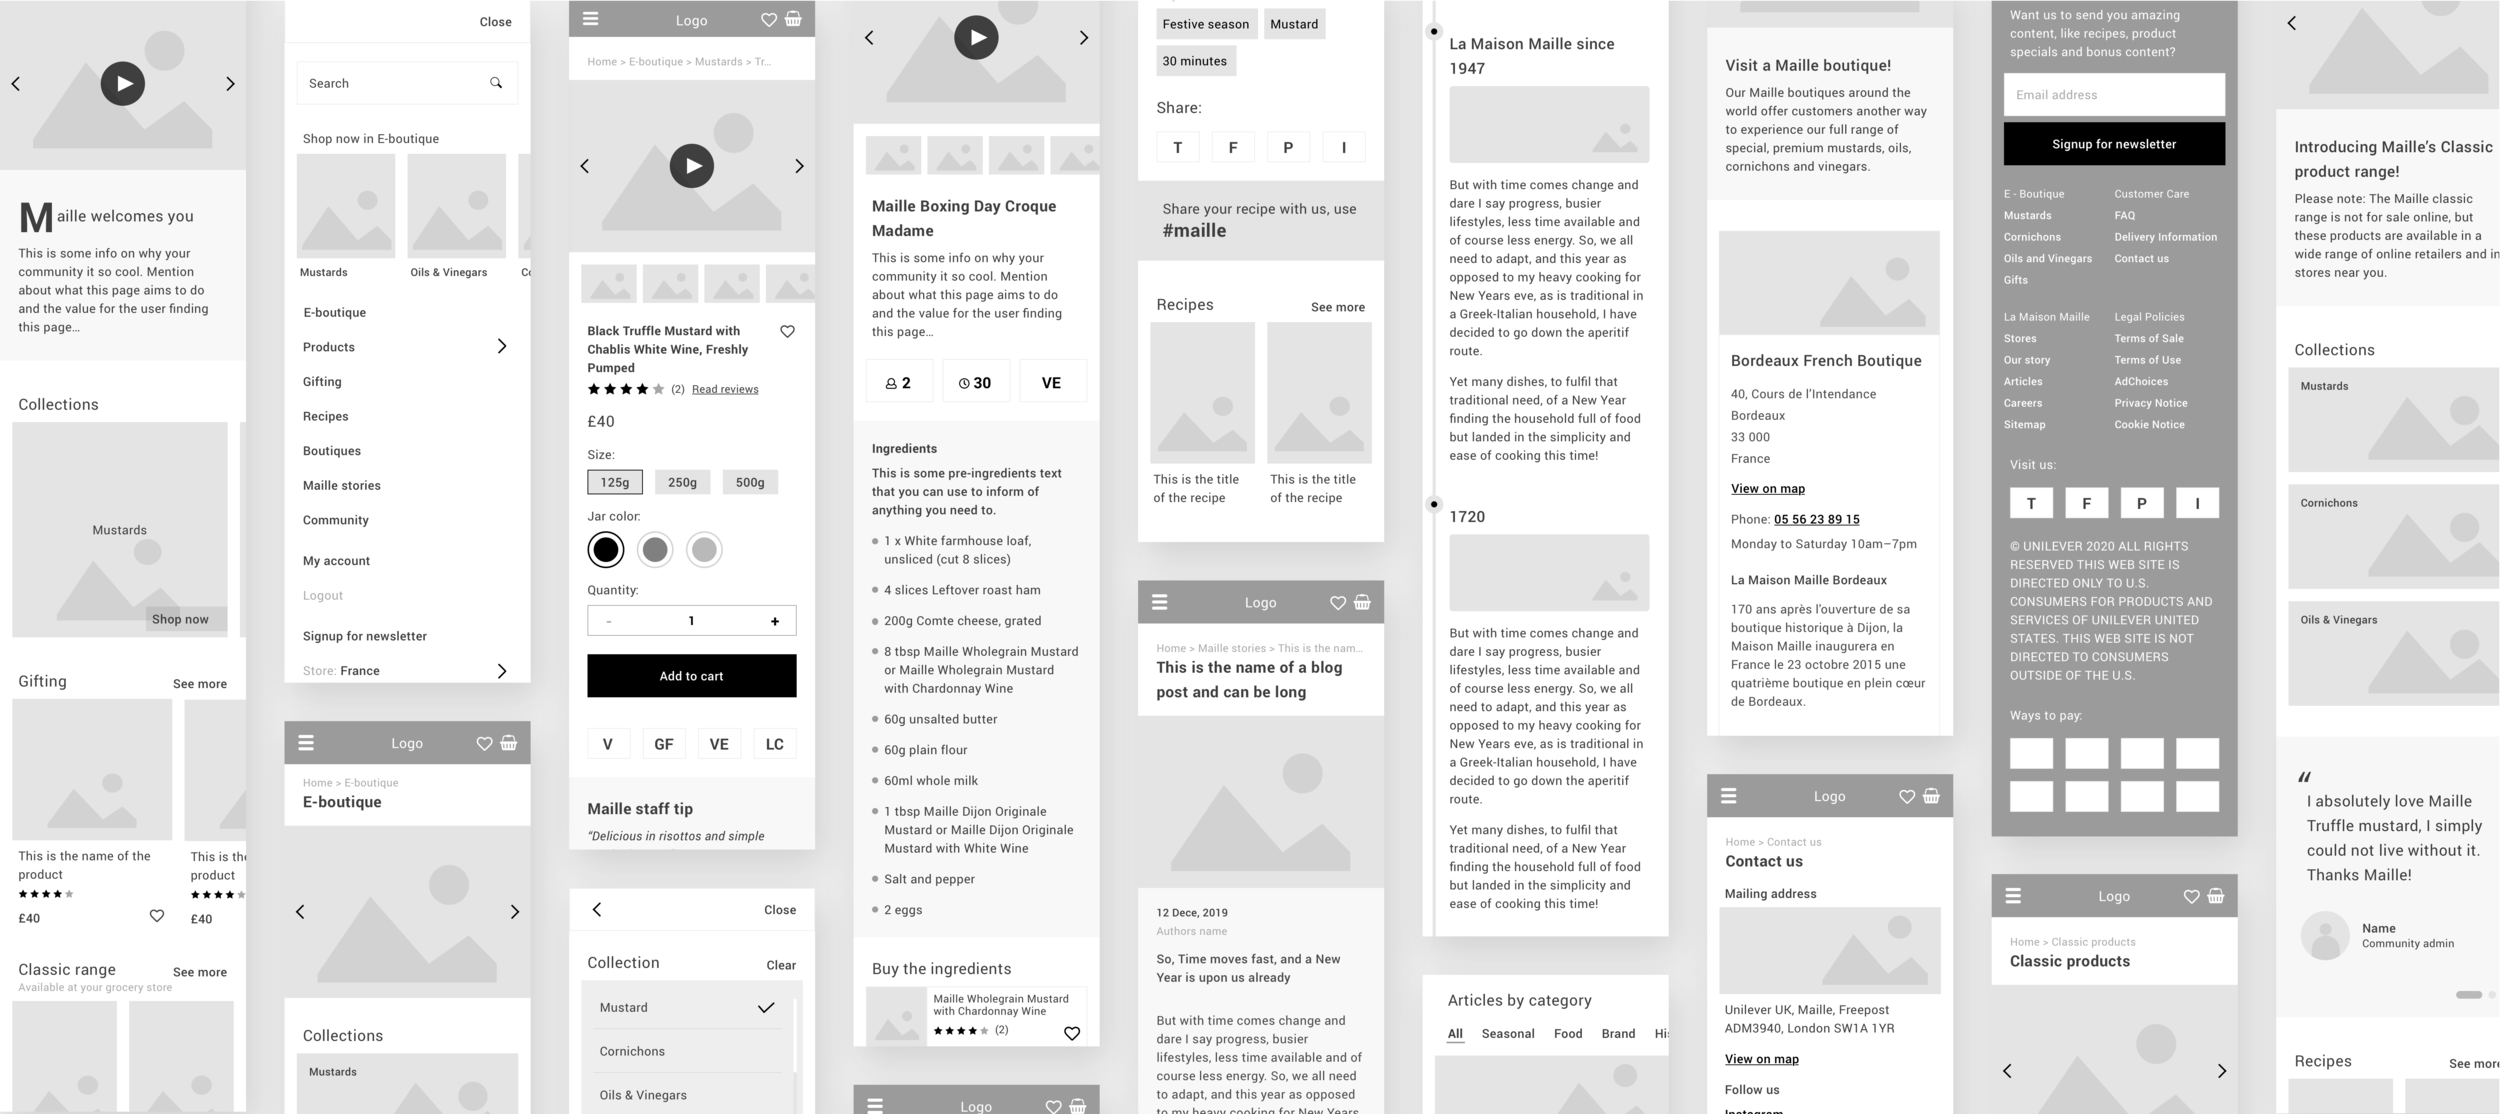 Maille welcomes you
This is some info on why your
community it so cool. Mention
about what this page aims to do
and the value for the user finding
this page...
Collections
Mustards
Shop now
Gifting
See more
This is the name of the
product
£40
This is the
product
£40
Classic range
See more
Available at your grocery store
Close
Search
Shop now in E-boutique
Mustards
Oils & Vinegars
E-boutique
Products
Gifting
Recipes
Boutiques
Maille stories
Community
My account
Logout
Signup for newsletter
Store: France
Logo
Home > E-boutique
E-boutique
Collections
Mustards
Logo
Home > E-boutique > Mustards > Tr...
Black Truffle Mustard with
Chablis White Wine, Freshly
Pumped
(2) Read reviews
£40
Size:
125g 250g 500g
Jar color:
Quantity:
- 1 +
Add to cart
V GF VE LC
Maille staff tip
“Delicious in risottos and simple
Close
Collection
Clear
Mustard
Cornichons
Oils & Vinegars
Maille Boxing Day Croque
Madame
This is some info on why your
community it so cool. Mention
about what this page aims to do
and the value for the user finding
this page...
2 30 VE
Ingredients
This is some pre-ingredients text
that you can use to inform of
anything you need to.
1 x White farmhouse loaf,
unsliced (cut 8 slices)
4 slices Leftover roast ham
200g Comte cheese, grated
8 tbsp Maille Wholegrain Mustard
or Maille Wholegrain Mustard
with Chardonnay Wine
60g unsalted butter
60g plain flour
60ml whole milk
1 tbsp Maille Dijon Originale
Mustard or Maille Dijon Originale
Mustard with White Wine
Salt and pepper
2 eggs
Buy the ingredients
Maille Wholegrain Mustard
with Chardonnay Wine
(2)
Logo
Festive season Mustard
30 minutes
Share:
T F P I
Share your recipe with us, use
#maille
Recipes
See more
This is the title
of the recipe
This is the title
of the recipe
Logo
Home > Maille stories > This is the nam...
This is the name of a blog
post and can be long
12 Dece, 2019
Authors name
So, Time moves fast, and a New
Year is upon us already
But with time comes change and
dare I say progress, busier
lifestyles, less time available and of
course less energy. So, we all need
to adapt, and this year as opposed
to my heavy cooking for New Years
La Maison Maille since
1947
But with time comes change and
dare I say progress, busier
lifestyles, less time available and
of course less energy. So, we all
need to adapt, and this year as
opposed to my heavy cooking for
New Years eve, as is traditional in
a Greek-Italian household, I have
decided to go down the aperitif
route.
Yet many dishes, to fulfil that
traditional need, of a New Year
finding the household full of food
but landed in the simplicity and
ease of cooking this time!
1720
But with time comes change and
dare I say progress, busier
lifestyles, less time available and
of course less energy. So, we all
need to adapt, and this year as
opposed to my heavy cooking for
New Years eve, as is traditional in
a Greek-Italian household, I have
decided to go down the aperitif
route.
Yet many dishes, to fulfil that
traditional need, of a New Year
finding the household full of food
but landed in the simplicity and
ease of cooking this time!
Articles by category
All Seasonal Food Brand
Visit a Maille boutique!
Our Maille boutiques around the
world offer customers another way
to experience our full range of
special, premium mustards, oils,
cornichons and vinegars.
Bordeaux French Boutique
40, Cours de l’Intendance
Bordeaux
33 000
France
View on map
Phone: 05 56 23 89 15
Monday to Saturday 10am–7pm
La Maison Maille Bordeaux
170 ans après l'ouverture de sa
boutique historique à Dijon, la
Maison Maille inaugurera en
France le 23 octobre 2015 une
quatrième boutique en plein cœur
de Bordeaux.
Logo
Home > Contact us
Contact us
Mailing address
Unilever UK, Maille, Freepost
ADM3940, London SW1A 1YR
View on map
Follow us
Instagram
Want us to send you amazing
content, like recipes, product
specials and bonus content?
Email address
Signup for newsletter
E - Boutique
Mustards
Cornichons
Oils and Vinegars
Gifts
Customer Care
FAQ
Delivery Information
Contact us
La Maison Maille
Stores
Our story
Articles
Careers
Sitemap
Legal Policies
Terms of Sale
Terms of Use
AdChoices
Privacy Notice
Cookie Notice
Visit us:
T F P I
© UNILEVER 2020 ALL RIGHTS
RESERVED THIS WEB SITE IS
DIRECTED ONLY TO U.S.
CONSUMERS FOR PRODUCTS AND
SERVICES OF UNILEVER UNITED
STATES. THIS WEB SITE IS NOT
DIRECTED TO CONSUMERS
OUTSIDE OF THE U.S.
Ways to pay:
Logo
Home > Classic products
Classic products
Introducing Maille’s Classic
product range!
Please note: The Maille classic
range is not for sale online, but
these products are available in a
wide range of online retailers and in
stores near you.
Collections
Mustards
Cornichons
Oils & Vinegars
“
I absolutely love Maille
Truffle mustard, I simply
could not live without it.
Thanks Maille!
Name
Community admin
Recipes
See more